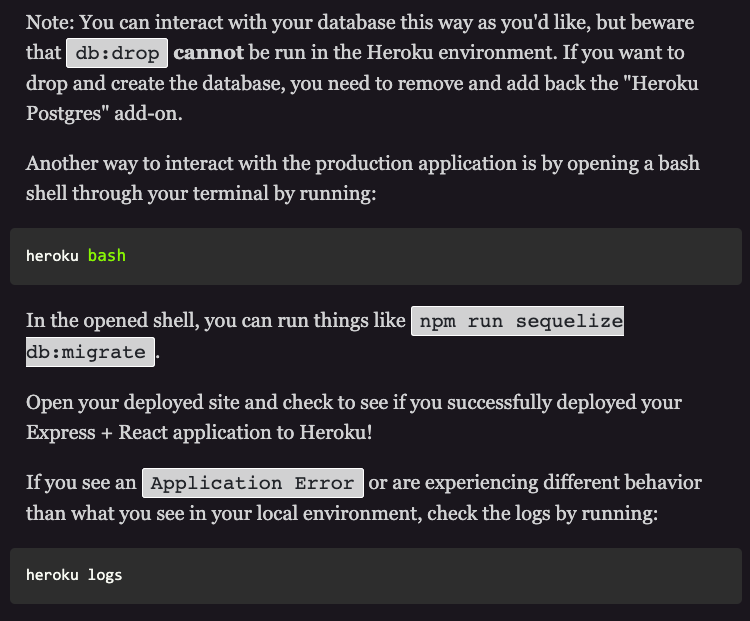 Note: You can interact with your database this way as you'd like, but beware
that db:drop cannot be run in the Heroku environment. If you want to
drop and create the database, you need to remove and add back the "Heroku
Postgres" add-on.
Another way to interact with the production application is by opening a bash
shell through your terminal by running:
heroku bash
In the opened shell, you can run things like npm run sequelize
db:migrate .
Open your deployed site and check to see if you successfully deployed your
Express + React application to Heroku!
If you see an Application Error or are experiencing different behavior
than what you see in your local environment, check the logs by running:
heroku logs